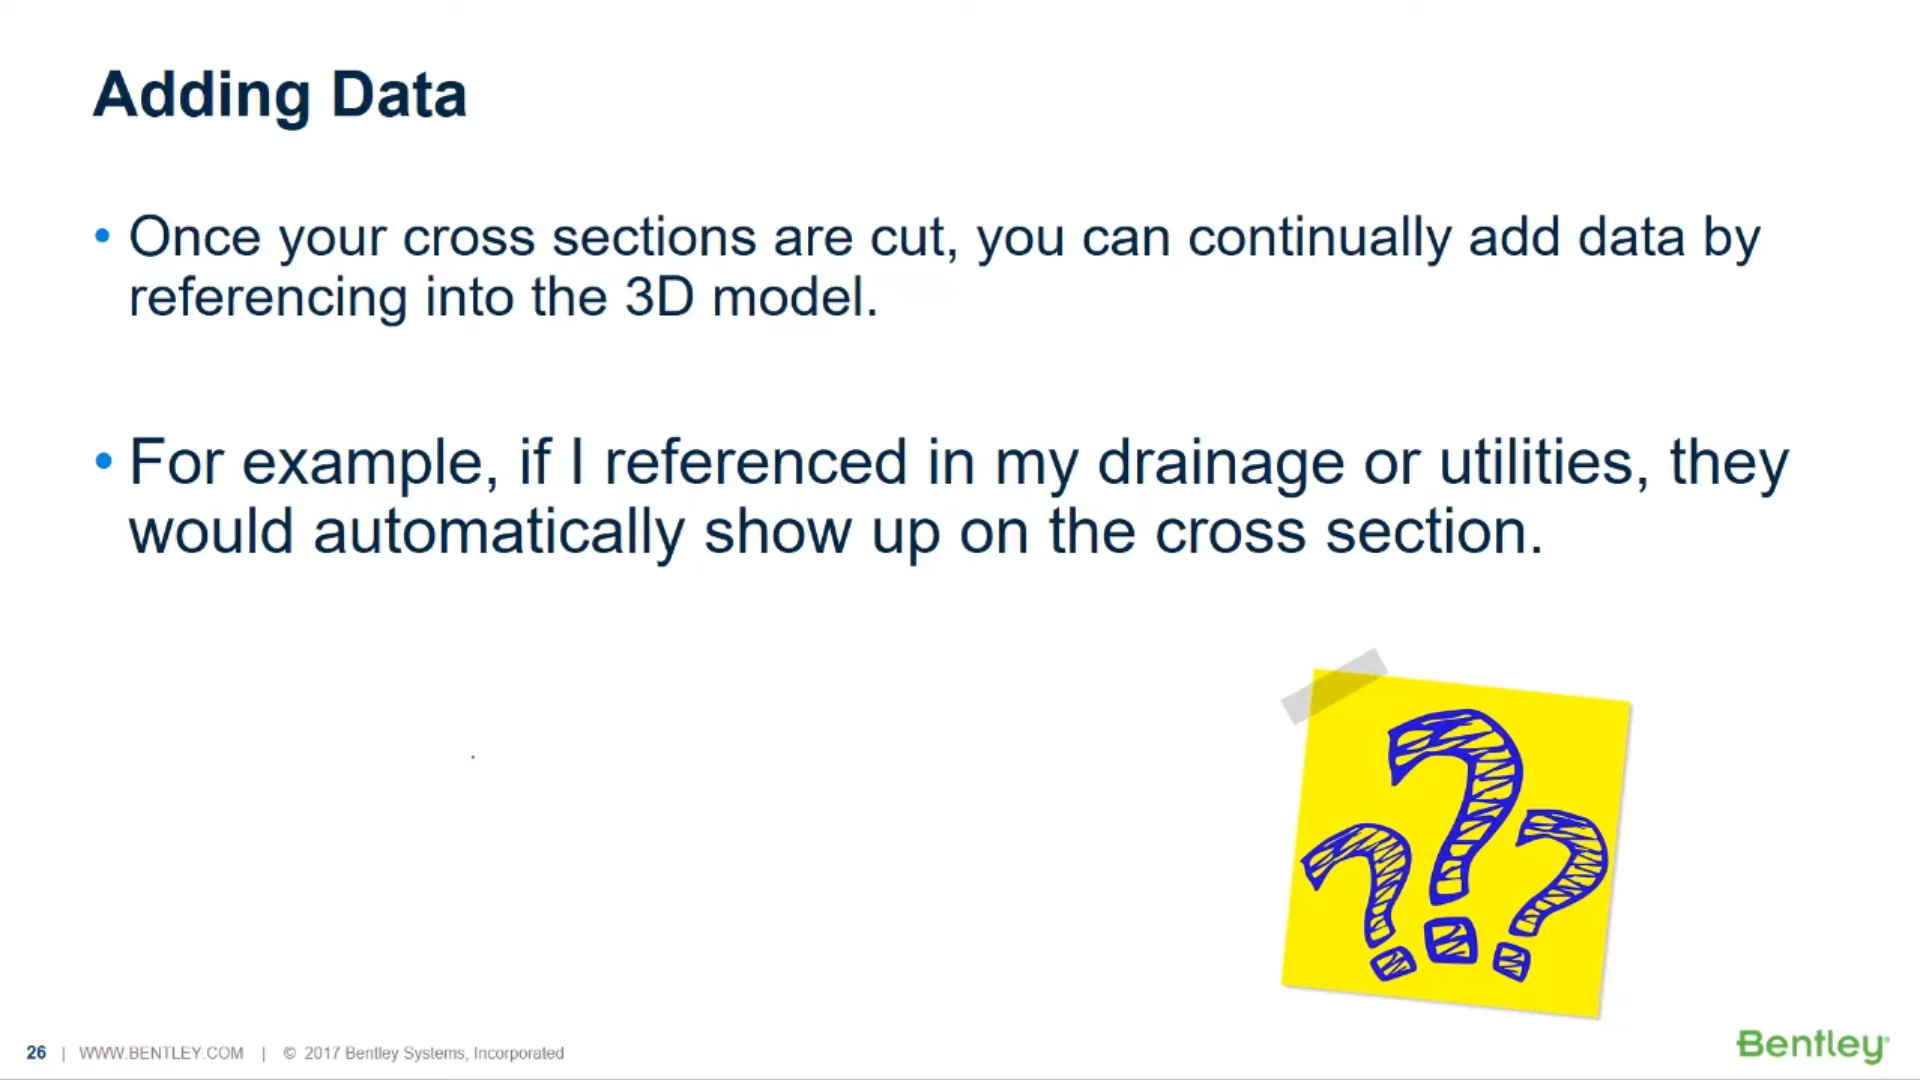 Adding Data
• Once your cross sections are cut, you can continually add data by
referencing into the 3D model.
• For example, if I referenced in my drainage or utilities, they
would automatically show up on the cross section.
???
26 | WWW.BENTLEY.COM | © 2017 Bentley Systems, Incorporated
Bentley®